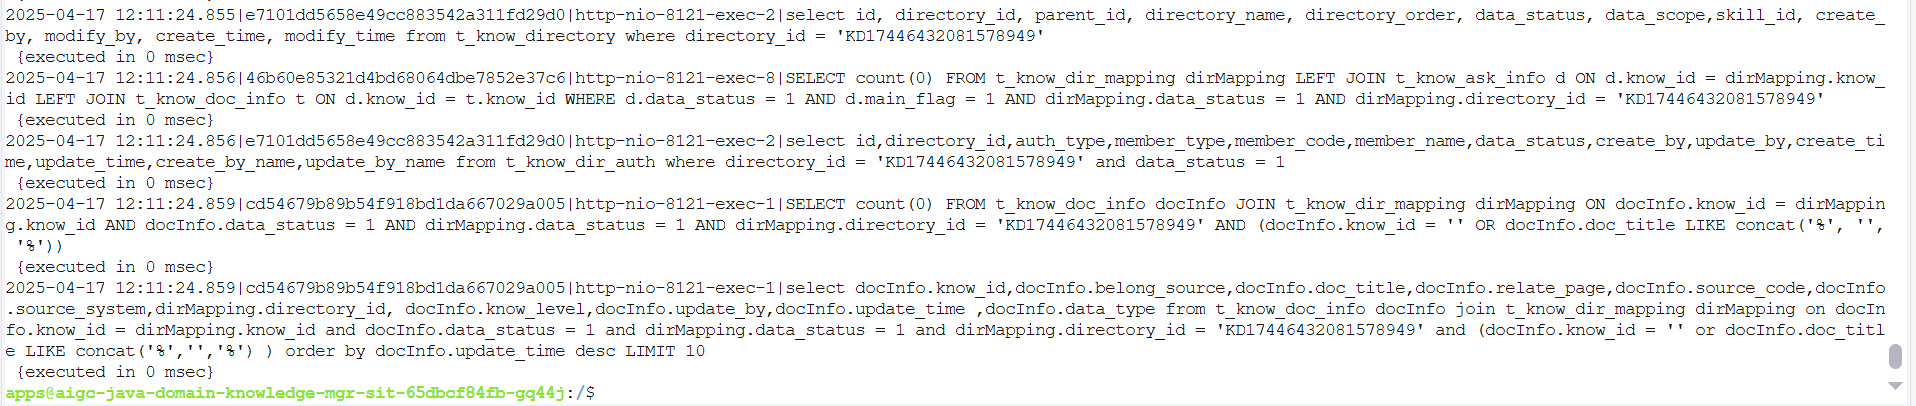 2025-04-17 12:11:24.855|e7101dd5658e49cc883542a311fd29d0|http-nio-8121-exec-2|select id, directory_id, parent_id, directory_name, directory_order, data_status, data_scope,skill_id, create_
by, modify_by, create_time, modify_time from t_know_directory where directory_id = 'KD17446432081578949'
{executed in 0 msec}
2025-04-17 12:11:24.856|46b60e85321d4bd68064dbe7852e37c6|http-nio-8121-exec-8|SELECT count(0) FROM t_know_dir_mapping dirMapping LEFT JOIN t_know_ask_info d ON d.know_id = dirMapping.know_
id LEFT JOIN t_know_doc_info t ON d.know_id = t.know_id WHERE d.data_status = 1 AND d.main_flag = 1 AND dirMapping.data_status = 1 AND dirMapping.directory_id = 'KD17446432081578949'
{executed in 0 msec}
2025-04-17 12:11:24.856|e7101dd5658e49cc883542a311fd29d0|http-nio-8121-exec-2|select id,directory_id,auth_type,member_type,member_code,member_name,data_status,create_by,update_by,create_ti
me,update_time,create_by_name,update_by_name from t_know_dir_auth where directory_id = 'KD17446432081578949' and data_status = 1
{executed in 0 msec}
2025-04-17 12:11:24.859|cd54679b89b54f918bd1da667029a005|http-nio-8121-exec-1|SELECT count(0) FROM t_know_doc_info docInfo JOIN t_know_dir_mapping dirMapping ON docInfo.know_id = dirMappin
g.know_id AND docInfo.data_status = 1 AND dirMapping.data_status = 1 AND dirMapping.directory_id = 'KD17446432081578949' AND (docInfo.know_id = '' OR docInfo.doc_title LIKE concat('%', '',
'%'))
{executed in 0 msec}
2025-04-17 12:11:24.859|cd54679b89b54f918bd1da667029a005|http-nio-8121-exec-1|select docInfo.know_id,docInfo.belong_source,docInfo.doc_title,docInfo.relate_page,docInfo.source_code,docInfo
.source_system,dirMapping.directory_id, docInfo.know_level,docInfo.update_by,docInfo.update_time ,docInfo.data_type from t_know_doc_info docInfo join t_know_dir_mapping dirMapping on docIn
fo.know_id = dirMapping.know_id and docInfo.data_status = 1 and dirMapping.data_status = 1 and dirMapping.directory_id = 'KD17446432081578949' and (docInfo.know_id = '' or docInfo.doc_titl
e LIKE concat('%','','%') ) order by docInfo.update_time desc LIMIT 10
{executed in 0 msec}
apps@aigc-java-domain-knowledge-mgr-sit-65dbcf84fb-gq44j:/$